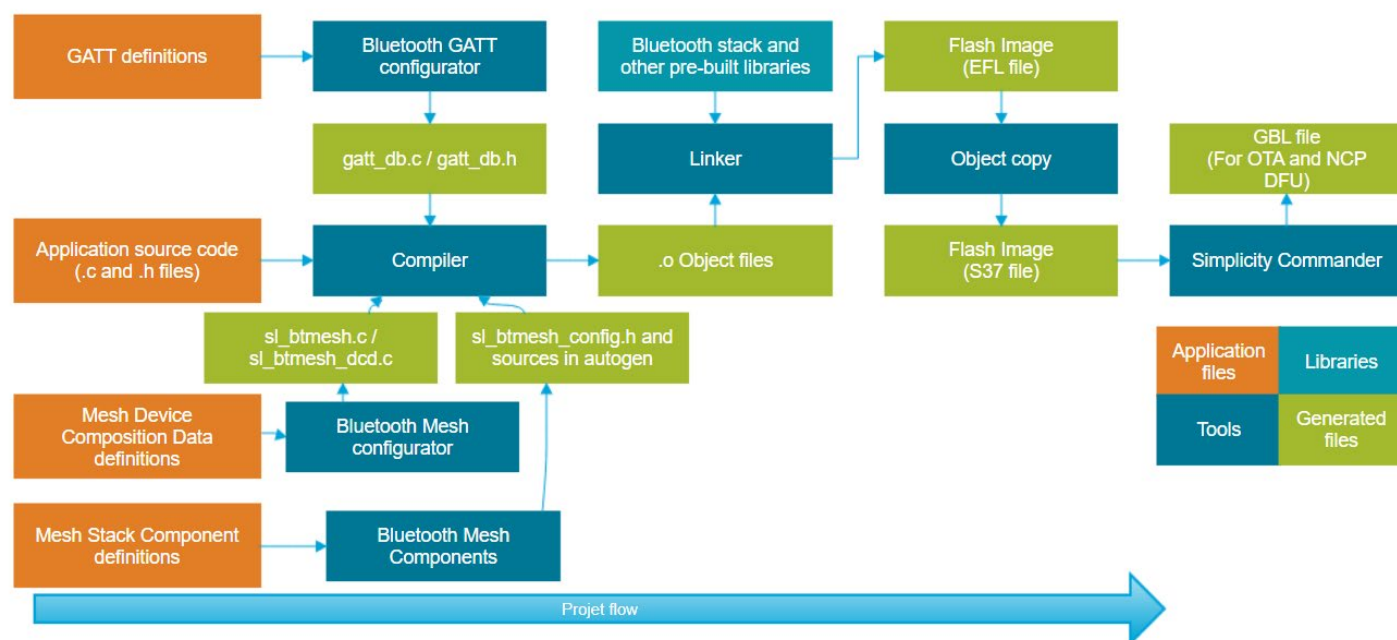 GATT definitions
Bluetooth GATT
configurator
Bluetooth stack and
other pre-built libraries
Flash Image
(EFL file)
gatt_db.c / gatt_db.h
Linker
Object copy
GBL file
(For OTA and NCP
DFU)
Application source code
(.c and .h files)
Compiler
.o Object files
Flash Image
(S37 file)
Simplicity Commander
sl_btmesh.c /
sl_btmesh_dcd.c
sl_btmesh_config.h and
sources in autogen
Application
files
Libraries
Tools
Generated
files
Mesh Device
Composition Data
definitions
Bluetooth Mesh
configurator
Mesh Stack Component
definitions
Bluetooth Mesh
Components
Projet flow